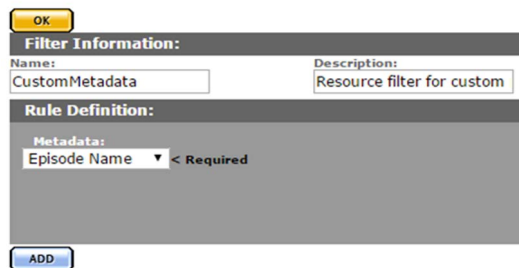 OK
Filter Information:
Name: Description:
CustomMetadata Resource filter for custom
Rule Definition:
Metadata:
Episode Name < Required
ADD